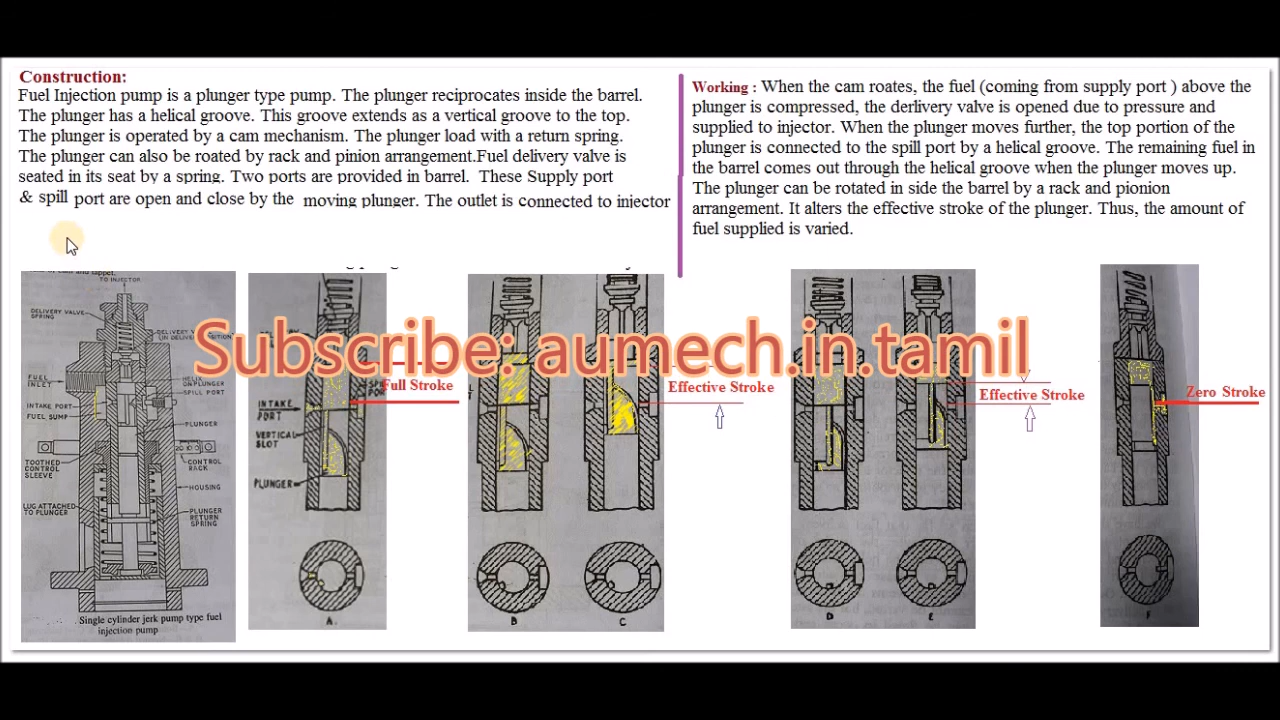 Construction:
Fuel Injection pump is a plunger type pump. The plunger reciprocates inside the barrel.
The plunger has a helical groove. This groove extends as a vertical groove to the top.
The plunger is operated by a cam mechanism. The plunger load with a return spring.
The plunger can also be roated by rack and pinion arrangement.Fuel delivery valve is
seated in its seat by a spring. Two ports are provided in barrel. These Supply port
& spill port are open and close by the moving plunger. The outlet is connected to injector
Working : When the cam roates, the fuel (coming from supply port ) above the
plunger is compressed, the derlivery valve is opened due to pressure and
supplied to injector. When the plunger moves further, the top portion of the
plunger is connected to the spill port by a helical groove. The remaining fuel in
the barrel comes out through the helical groove when the plunger moves up.
The plunger can be rotated in side the barrel by a rack and pionion
arrangement. It alters the effective stroke of the plunger. Thus, the amount of
fuel supplied is varied.
Subscribe: aumech.in.tamil
TO INJECTOR
DELIVERY VALVE
SPRING
DELIVERY VALVE
FUEL
INLET
HELIX
ON PLUNGER
SPILL PORT
INTAKE PORT
FUEL SUMP
PLUNGER
TOOTHED
CONTROL
SLEEVE
CONTROL
RACK
HOUSING
LUG ATTACHED
TO PLUNGER
PLUNGER
RETURN
SPRING
Single cylinder jerk pump type fuel
injection pump
Full Stroke
INTAKE
PORT
VERTICAL
SLOT
PLUNGER
A.
B
C
Effective Stroke
D
E
Effective Stroke
Zero Stroke
F